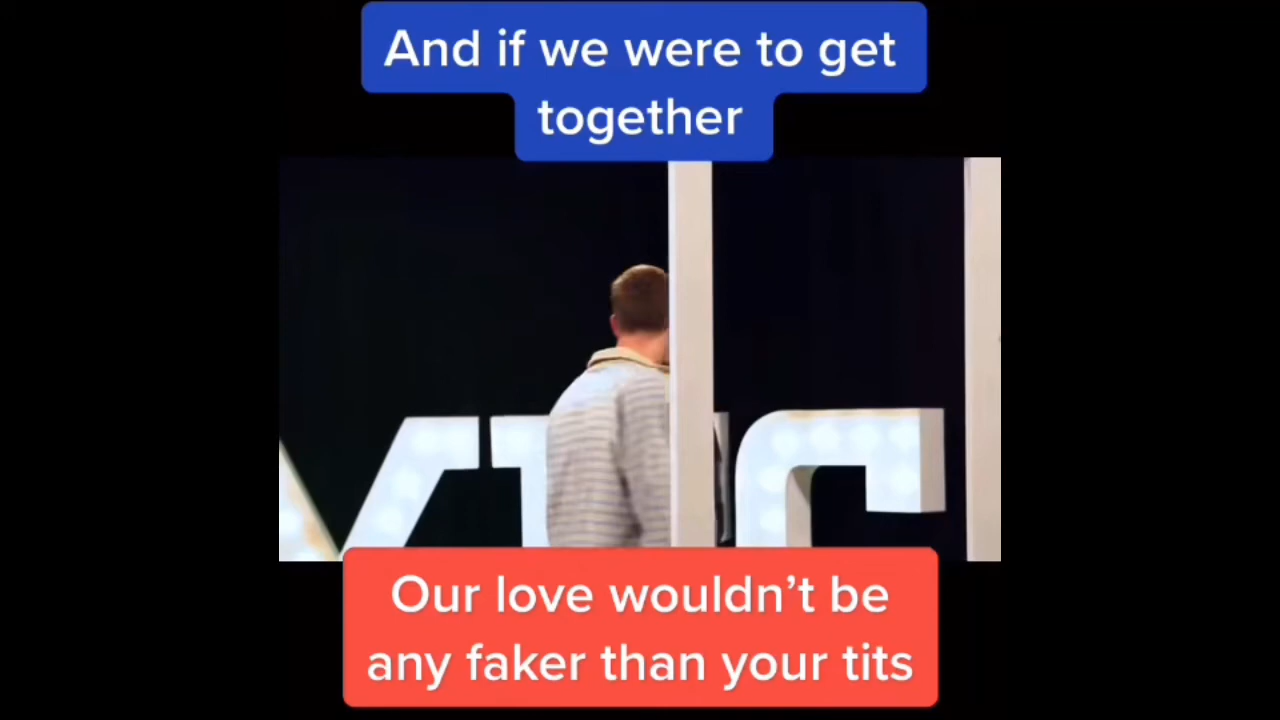 And if we were to get
together
Our love wouldn’t be
any faker than your tits